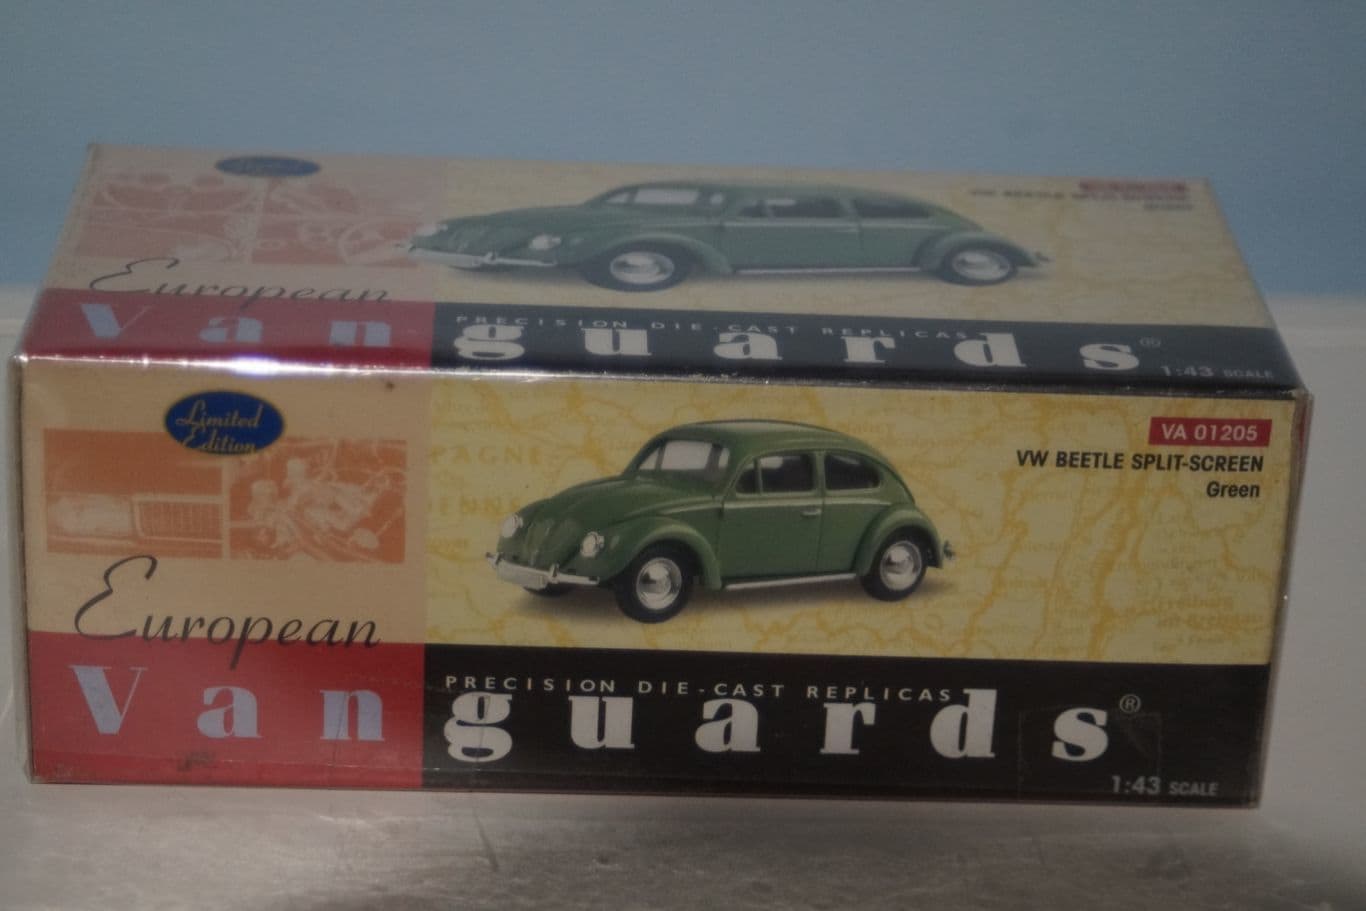 European
Vanguards®
PRECISION DIE-CAST REPLICAS
1:43 SCALE
Limited
Edition
VA 01205
VW BEETLE SPLIT-SCREEN
Green
European
PRECISION DIE-CAST REPLICAS
Vanguards®
1:43 SCALE